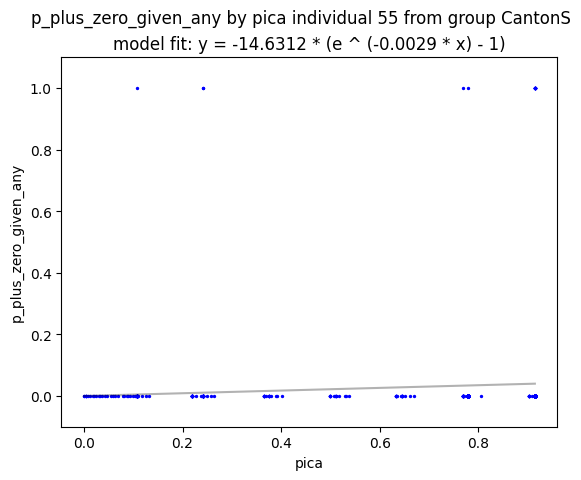 p_plus_zero_given_any by pica individual 55 from group CantonS
model fit: y = -14.6312 * (e ^ (-0.0029 * x) - 1)
1.0
0.8
0.6
0.4
0.2
0.0
p_plus_zero_given_any
0.0 0.2 0.4 0.6 0.8
pica